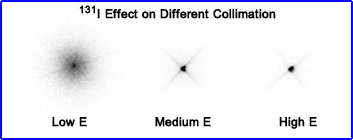 ¹³¹I Effect on Different Collimation
Low E Medium E High E